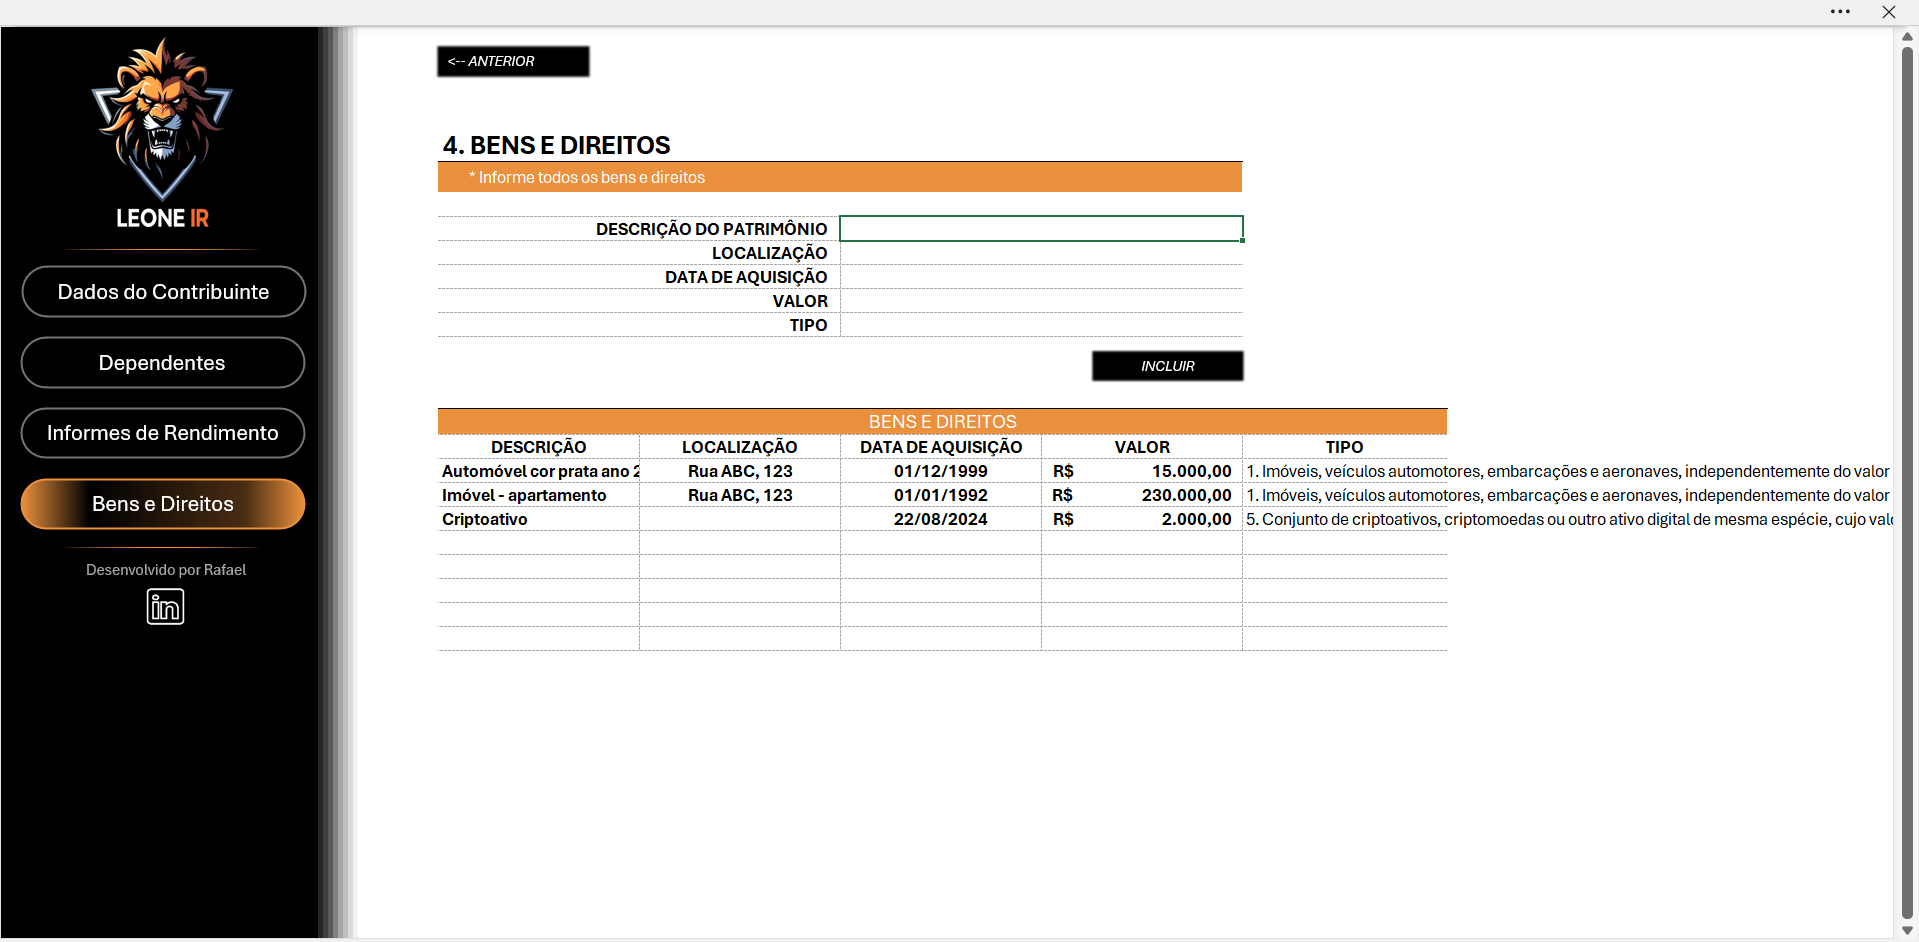 <-- ANTERIOR
LEONE IR
Dados do Contribuinte
Dependentes
Informes de Rendimento
Bens e Direitos
Desenvolvido por Rafael
in
4. BENS E DIREITOS
* Informe todos os bens e direitos
DESCRIÇÃO DO PATRIMÔNIO
LOCALIZAÇÃO
DATA DE AQUISIÇÃO
VALOR
TIPO
INCLUIR
BENS E DIREITOS
DESCRIÇÃO LOCALIZAÇÃO DATA DE AQUISIÇÃO VALOR TIPO
Automóvel cor prata ano Rua ABC, 123 01/12/1999 R$ 15.000,00 1. Imóveis, veículos automotores, embarcações e aeronaves, independentemente do valor
Imóvel - apartamento Rua ABC, 123 01/01/1992 R$ 230.000,00 1. Imóveis, veículos automotores, embarcações e aeronaves, independentemente do valor
Criptoativo 22/08/2024 R$ 2.000,00 5. Conjunto de criptoativos, criptomoedas ou outro ativo digital de mesma espécie, cujo